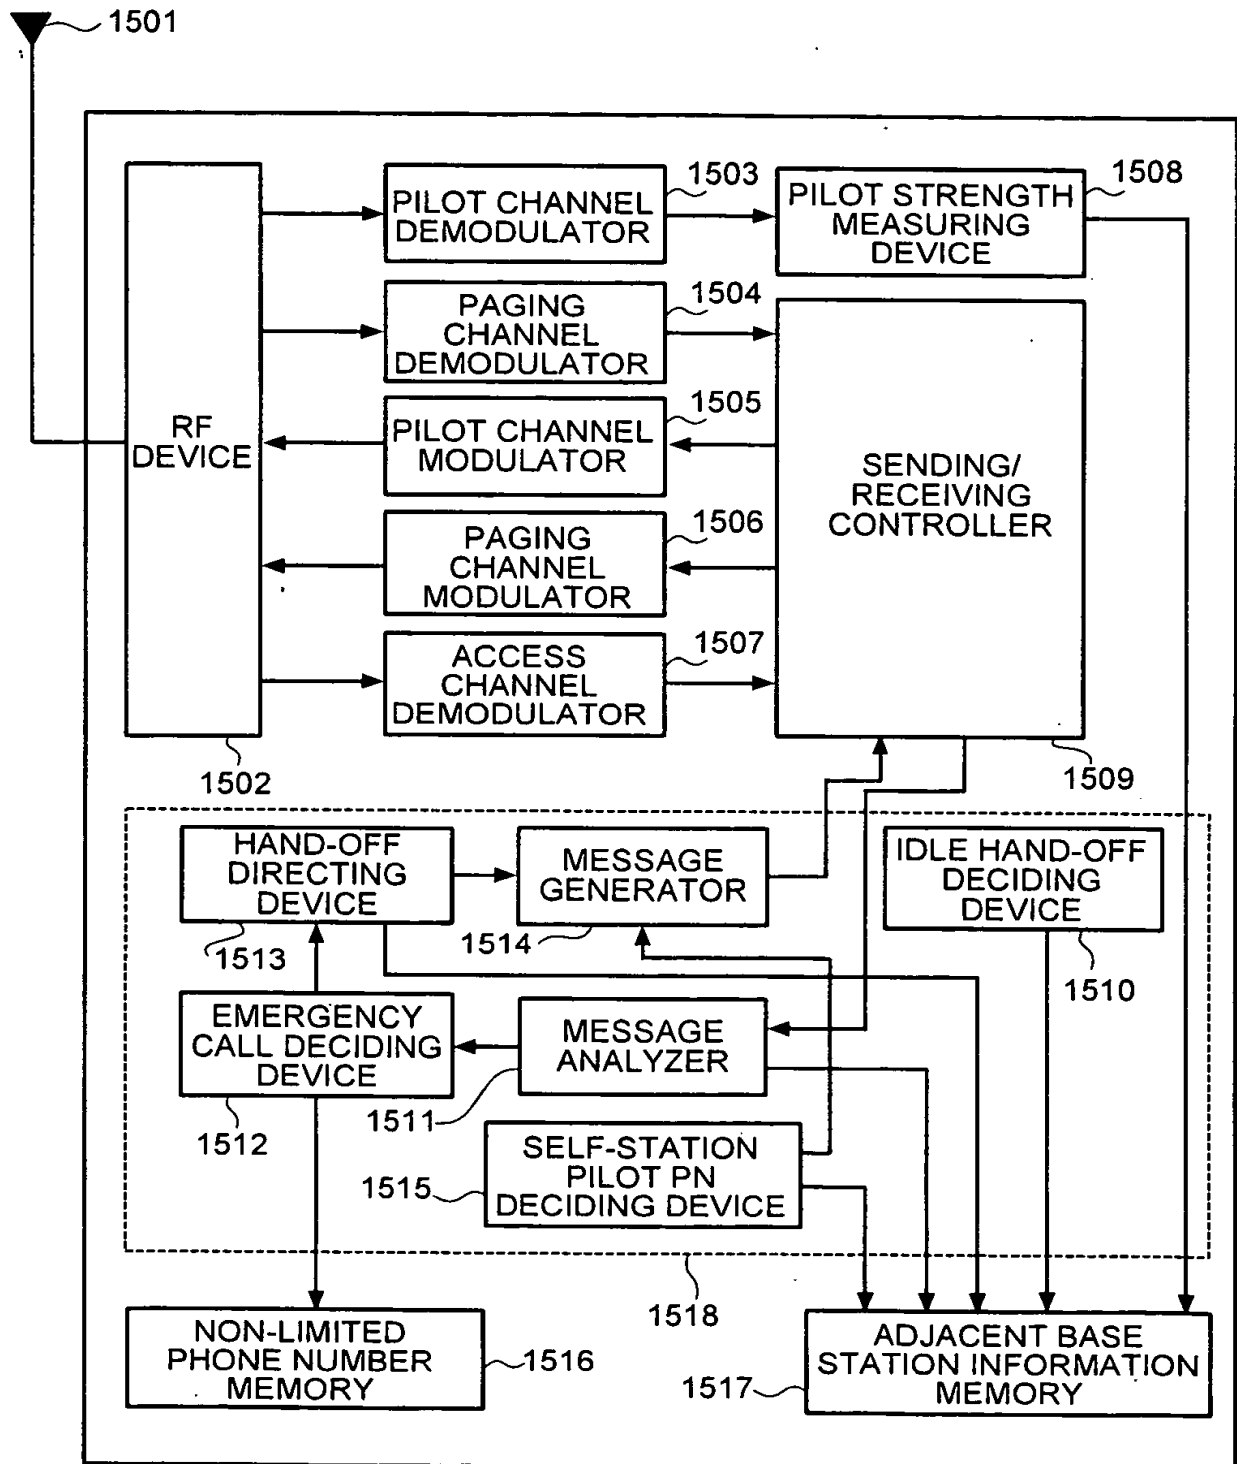 1501
1503
PILOT CHANNEL
DEMODULATOR
1508
PILOT STRENGTH
MEASURING
DEVICE
1504
PAGING
CHANNEL
DEMODULATOR
1505
PILOT CHANNEL
MODULATOR
RF
DEVICE
SENDING/
RECEIVING
CONTROLLER
1506
PAGING
CHANNEL
MODULATOR
1507
ACCESS
CHANNEL
DEMODULATOR
1502
1509
HAND-OFF
DIRECTING
DEVICE
MESSAGE
GENERATOR
IDLE HAND-OFF
DECIDING
DEVICE
1513
1514
1510
EMERGENCY
CALL DECIDING
DEVICE
MESSAGE
ANALYZER
1512
1511
SELF-STATION
PILOT PN
DECIDING DEVICE
1515
1518
NON-LIMITED
PHONE NUMBER
MEMORY
1516
1517
ADJACENT BASE
STATION INFORMATION
MEMORY